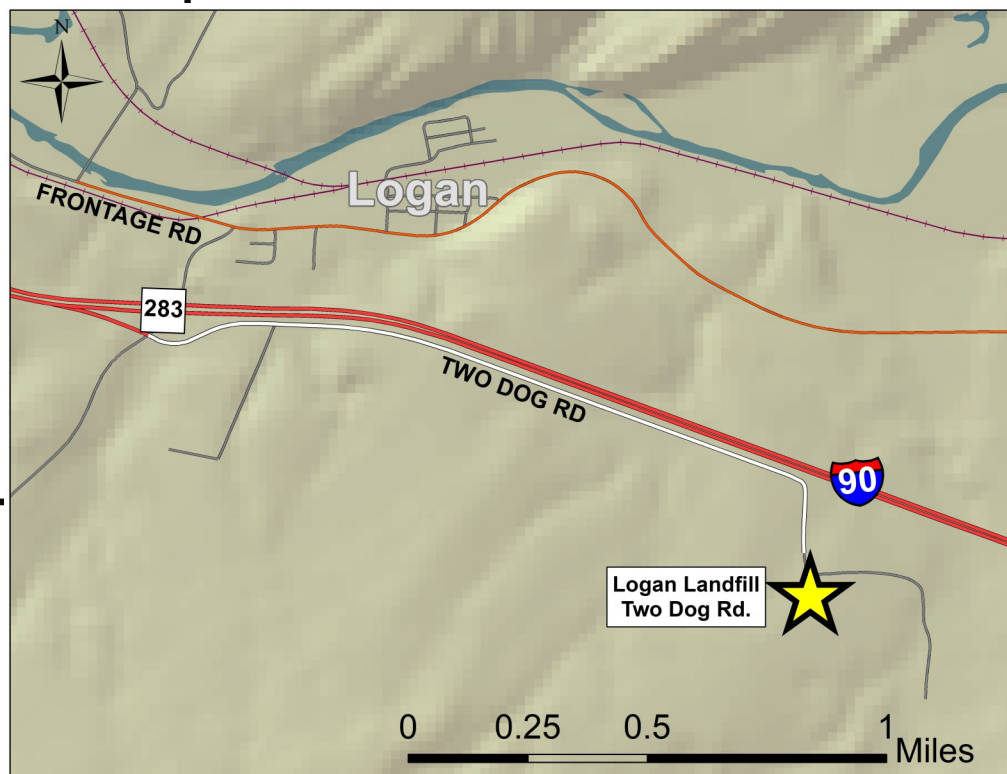 N
Logan
FRONTAGE RD
283
TWO DOG RD
90
Logan Landfill
Two Dog Rd.
0 0.25 0.5 1
Miles